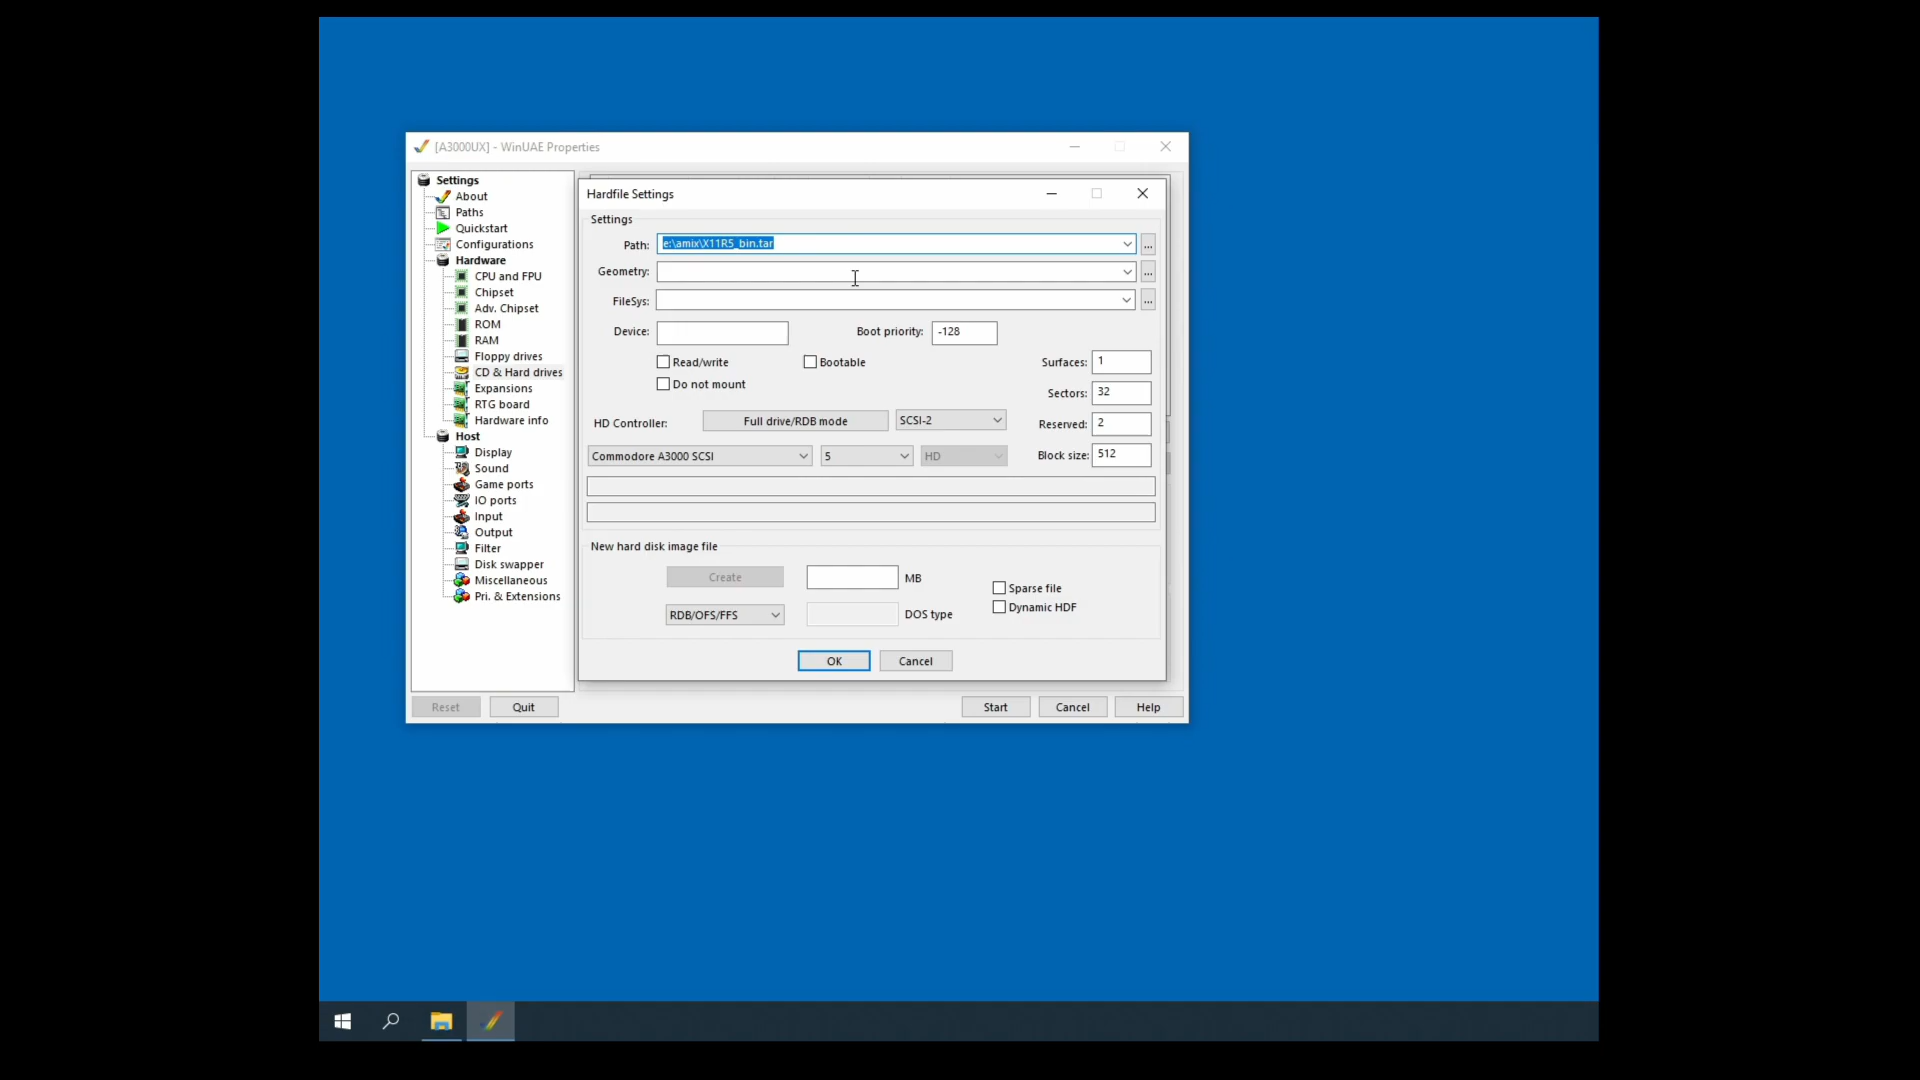 [A3000UX] - WinUAE Properties
Settings
About
Paths
Quickstart
Configurations
Hardware
CPU and FPU
Chipset
Adv. Chipset
ROM
RAM
Floppy drives
CD & Hard drives
Expansions
RTG board
Hardware info
Host
Display
Sound
Game ports
IO ports
Input
Output
Filter
Disk swapper
Miscellaneous
Pri. & Extensions
Hardfile Settings
Settings
Path: e:\amix\X11R5_bin.tar ...
Geometry: ...
FileSys: ...
Device: Boot priority: -128
Read/write Bootable Surfaces: 1
Do not mount Sectors: 32
HD Controller: Full drive/RDB mode SCSI-2 Reserved: 2
Commodore A3000 SCSI 5 HD Block size: 512
New hard disk image file
Create MB Sparse file
RDB/OFS/FFS DOS type Dynamic HDF
OK Cancel
Reset Quit Start Cancel Help